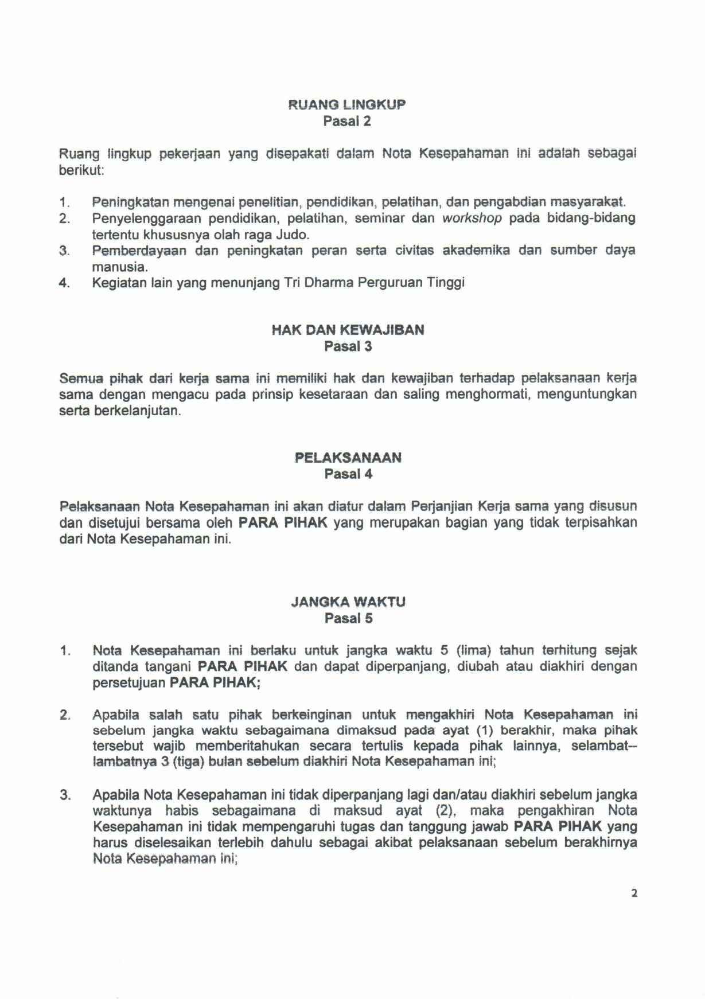 RUANG LINGKUP
Pasal 2
Ruang lingkup pekerjaan yang disepakati dalam Nota Kesepahaman ini adalah sebagai
berikut:
1. Peningkatan mengenai penelitian, pendidikan, pelatihan, dan pengabdian masyarakat.
2. Penyelenggaraan pendidikan, pelatihan, seminar dan workshop pada bidang-bidang
tertentu khususnya olah raga Judo.
3. Pemberdayaan dan peningkatan peran serta civitas akademika dan sumber daya
manusia.
4. Kegiatan lain yang menunjang Tri Dharma Perguruan Tinggi
HAK DAN KEWAJIBAN
Pasal 3
Semua pihak dari kerja sama ini memiliki hak dan kewajiban terhadap pelaksanaan kerja
sama dengan mengacu pada prinsip kesetaraan dan saling menghormati, menguntungkan
serta berkelanjutan.
PELAKSANAAN
Pasal 4
Pelaksanaan Nota Kesepahaman ini akan diatur dalam Perjanjian Kerja sama yang disusun
dan disetujui bersama oleh PARA PIHAK yang merupakan bagian yang tidak terpisahkan
dari Nota Kesepahaman ini.
JANGKA WAKTU
Pasal 5
1. Nota Kesepahaman ini berlaku untuk jangka waktu 5 (lima) tahun terhitung sejak
ditanda tangani PARA PIHAK dan dapat diperpanjang, diubah atau diakhiri dengan
persetujuan PARA PIHAK;
2. Apabila salah satu pihak berkeinginan untuk mengakhiri Nota Kesepahaman ini
sebelum jangka waktu sebagaimana dimaksud pada ayat (1) berakhir, maka pihak
tersebut wajib memberitahukan secara tertulis kepada pihak lainnya, selambat--
lambatnya 3 (tiga) bulan sebelum diakhiri Nota Kesepahaman ini;
3. Apabila Nota Kesepahaman ini tidak diperpanjang lagi dan/atau diakhiri sebelum jangka
waktunya habis sebagaimana di maksud ayat (2), maka pengakhiran Nota
Kesepahaman ini tidak mempengaruhi tugas dan tanggung jawab PARA PIHAK yang
harus diselesaikan terlebih dahulu sebagai akibat pelaksanaan sebelum berakhirnya
Nota Kesepahaman ini;
2